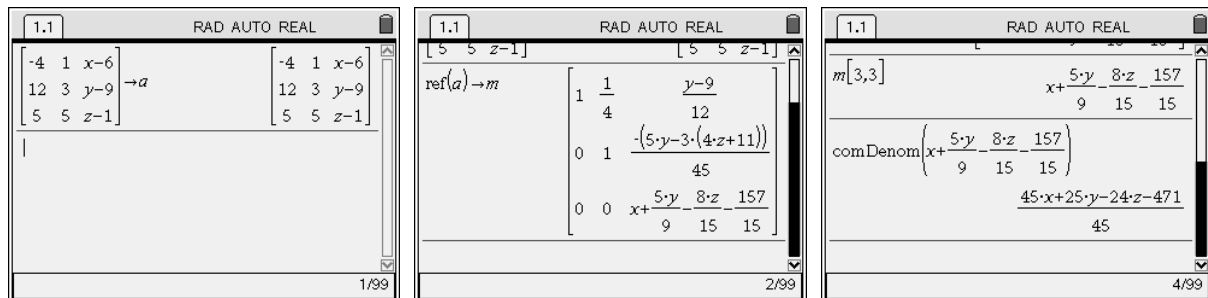 1.1 RAD AUTO REAL
[-4 1 x-6; 12 3 y-9; 5 5 z-1]→a [-4 1 x-6; 12 3 y-9; 5 5 z-1]
1/99
1.1 RAD AUTO REAL
[5 5 z-1] [5 5 z-1]
ref(a)→m [1 1/4 (y-9)/12; 0 1 -(5·y-3·(4·z+11))/45; 0 0 x+5·y/9-8·z/15-157/15]
2/99
1.1 RAD AUTO REAL
m[3,3] x+5·y/9-8·z/15-157/15
comDenom(x+5·y/9-8·z/15-157/15)
(45·x+25·y-24·z-471)/45
4/99